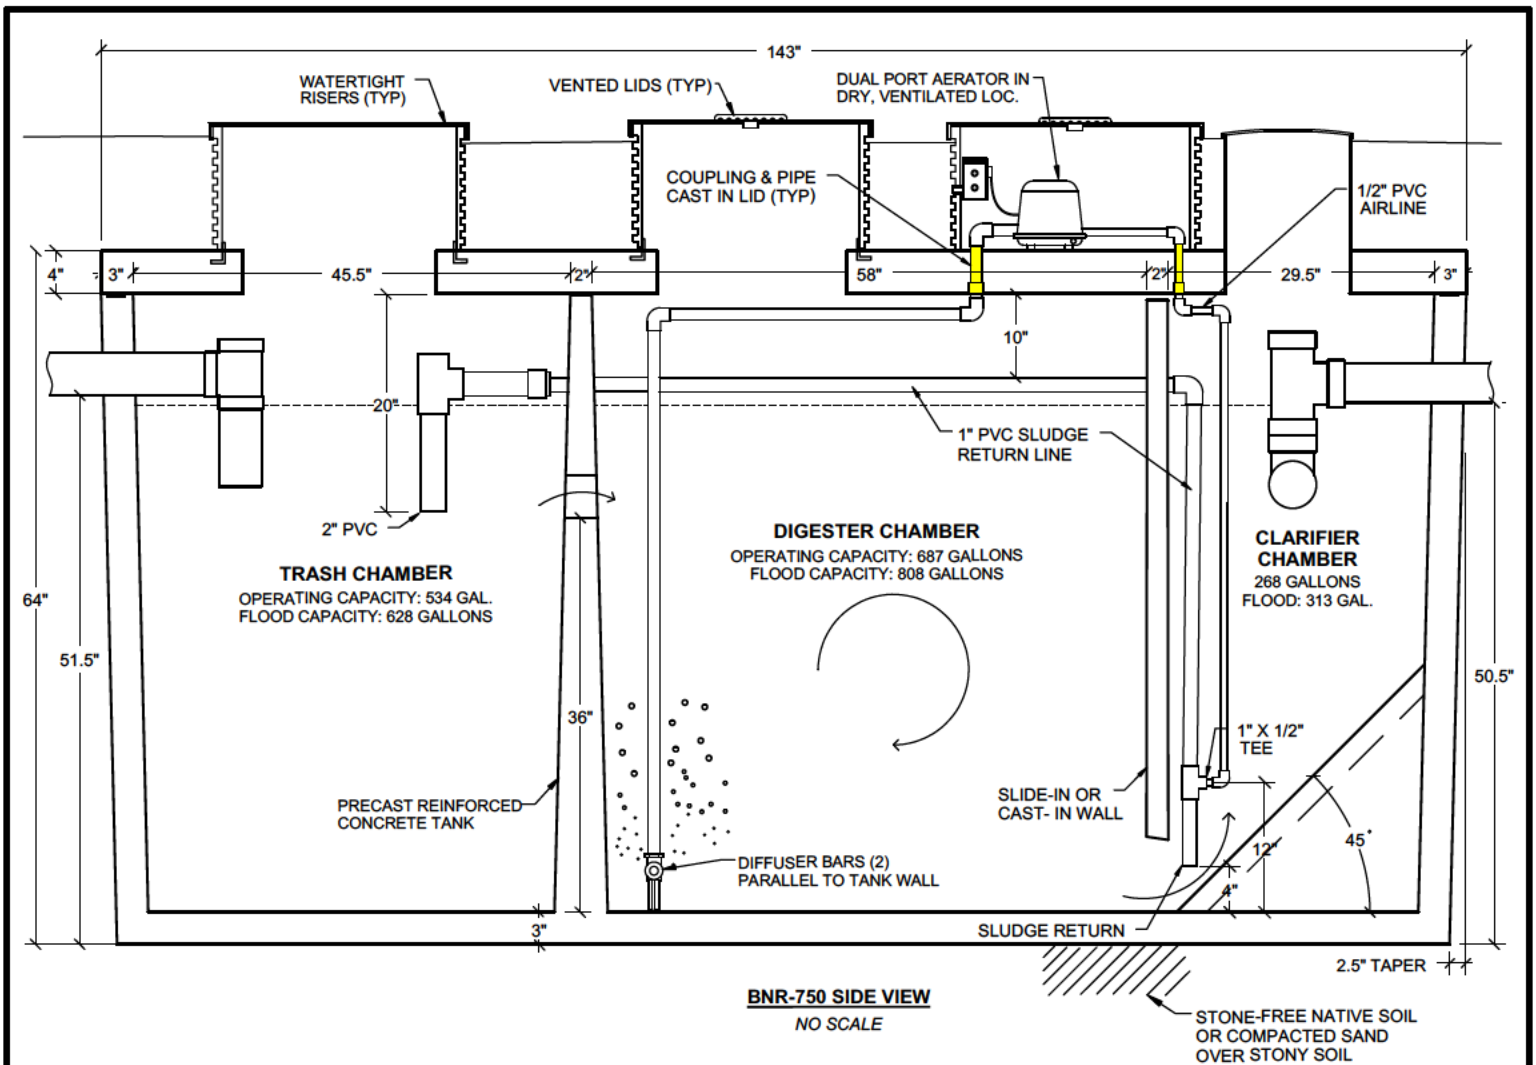 143"
WATERTIGHT
RISERS (TYP)
VENTED LIDS (TYP)
DUAL PORT AERATOR IN
DRY, VENTILATED LOC.
COUPLING & PIPE
CAST IN LID (TYP)
1/2" PVC
AIRLINE
4"
3"
45.5"
2"
58"
2"
29.5"
3"
10"
20"
1" PVC SLUDGE
RETURN LINE
2" PVC
DIGESTER CHAMBER
OPERATING CAPACITY: 687 GALLONS
FLOOD CAPACITY: 808 GALLONS
CLARIFIER
CHAMBER
268 GALLONS
FLOOD: 313 GAL.
TRASH CHAMBER
OPERATING CAPACITY: 534 GAL.
FLOOD CAPACITY: 628 GALLONS
64"
51.5"
50.5"
36"
1" X 1/2"
TEE
PRECAST REINFORCED
CONCRETE TANK
SLIDE-IN OR
CAST- IN WALL
12"
45°
DIFFUSER BARS (2)
PARALLEL TO TANK WALL
4"
3"
SLUDGE RETURN
2.5" TAPER
BNR-750 SIDE VIEW
NO SCALE
STONE-FREE NATIVE SOIL
OR COMPACTED SAND
OVER STONY SOIL